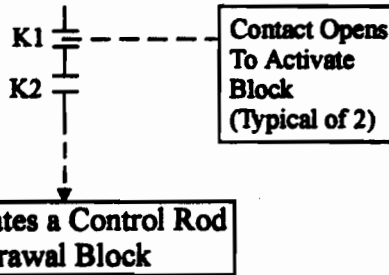 K1
Contact Opens
To Activate
Block
(Typical of 2)
K2
a Control Rod
Block